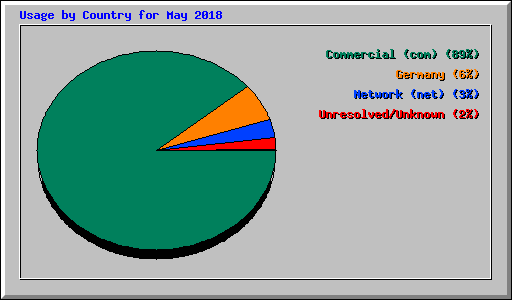 Usage by Country for May 2018
Commercial (com) (89%)
Germany (6%)
Network (net) (3%)
Unresolved/Unknown (2%)